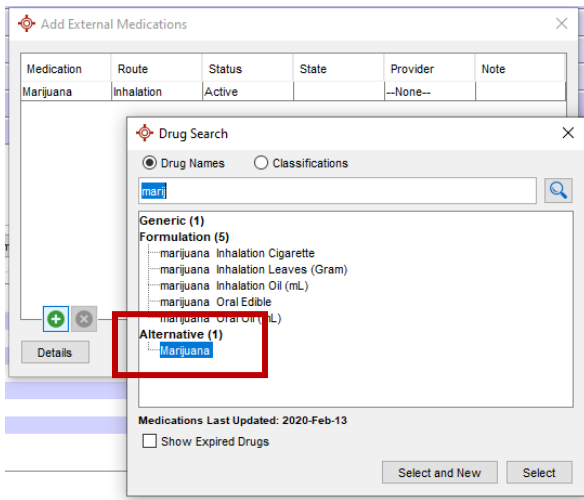 Add External Medications
Medication Route Status State Provider Note
Marijuana Inhalation Active --None--
Drug Search
Drug Names Classifications
marij
Generic (1)
Formulation (5)
marijuana Inhalation Cigarette
marijuana Inhalation Leaves (Gram)
marijuana Inhalation Oil (mL)
marijuana Oral Edible
marijuana Oral Oil (mL)
Alternative (1)
Marijuana
Details
Medications Last Updated: 2020-Feb-13
Show Expired Drugs
Select and New Select